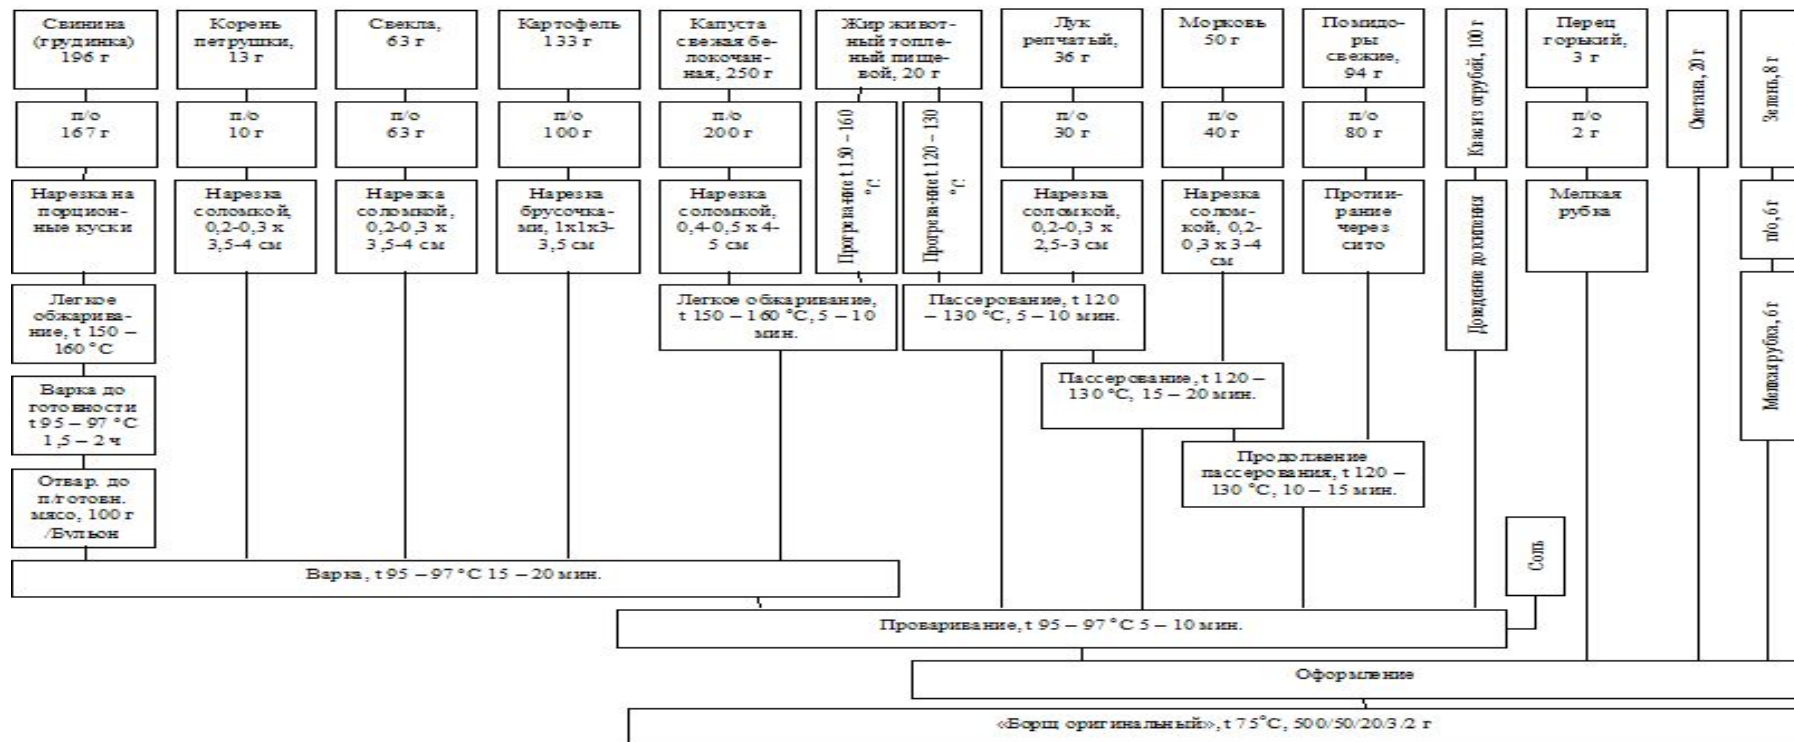 Свинина
(грудинка)
196 г
Корень
петрушки,
13 г
Свекла,
63 г
Картофель
133 г
Капуста
свежая бе-
локочан-
ная, 250 г
Жир живот-
ный топле-
ный пище-
вой, 20 г
Лук
репчатый,
36 г
Морковь
50 г
Помидо-
ры
свежие,
94 г
Квас из отрубей, 100 г
Перец
горький,
3 г
Сметана, 20 г
Зелень, 8 г
п/о
167 г
п/о
10 г
п/о
63 г
п/о
100 г
п/о
200 г
Прогревание t 150 – 160
°С
Прогревание t 120 – 130
°С
п/о
30 г
п/о
40 г
п/о
80 г
п/о
2 г
Нарезка на
порцион-
ные куски
Нарезка
соломкой,
0,2-0,3 х
3,5-4 см
Нарезка
соломкой,
0,2-0,3 х
3,5-4 см
Нарезка
брусочка-
ми, 1х1х3-
3,5 см
Нарезка
соломкой,
0,4-0,5 х 4-
5 см
Нарезка
соломкой,
0,2-0,3 х
2,5-3 см
Нарезка
солом-
кой, 0,2-
0,3 х 3-4
см
Протии-
рание
через
сито
Доведение до кипения
Мелкая
рубка
п/о, 6 г
Легкое
обжарива-
ние, t 150 –
160 °С
Легкое обжаривание,
t 150 – 160 °С, 5 – 10
мин.
Пассерование, t 120
– 130 °С, 5 – 10 мин.
Мелкая рубка, 6 г
Варка до
готовности
t 95 – 97 °С
1,5 – 2 ч
Пассерование, t 120 –
130 °С, 15 – 20 мин.
Отвар. до
п/готовн.
мясо, 100 г
/Бульон
Продолжение
пассерования, t 120 –
130 °С, 10 – 15 мин.
Соль
Варка, t 95 – 97 °С 15 – 20 мин.
Проваривание, t 95 – 97 °С 5 – 10 мин.
Оформление
«Борщ оригинальный», t 75°С, 500/50/20/3/2 г